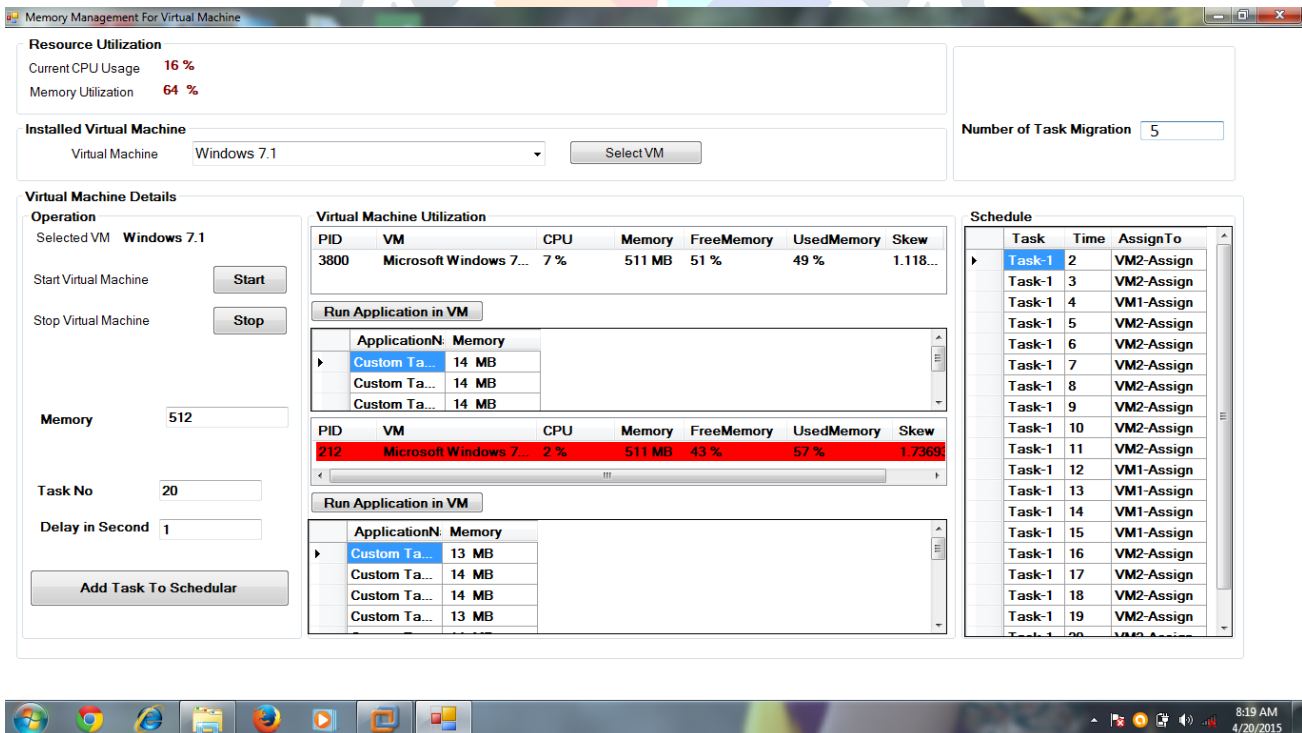 Memory Management For Virtual Machine
Resource Utilization
Current CPU Usage 16 %
Memory Utilization 64 %
Number of Task Migration 5
Installed Virtual Machine
Virtual Machine Windows 7.1 Select VM
Virtual Machine Details
Operation
Selected VM Windows 7.1
Start Virtual Machine Start
Stop Virtual Machine Stop
Memory 512
Task No 20
Delay in Second 1
Add Task To Schedular
Virtual Machine Utilization
PID VM CPU Memory FreeMemory UsedMemory Skew
3800 Microsoft Windows 7... 7 % 511 MB 51 % 49 % 1.118...
Run Application in VM
ApplicationN Memory
Custom Ta... 14 MB
Custom Ta... 14 MB
Custom Ta... 14 MB
PID VM CPU Memory FreeMemory UsedMemory Skew
212 Microsoft Windows 7... 2 % 511 MB 43 % 57 % 1.7369
Run Application in VM
ApplicationN Memory
Custom Ta... 13 MB
Custom Ta... 14 MB
Custom Ta... 14 MB
Custom Ta... 13 MB
Schedule
Task Time AssignTo
Task-1 2 VM2-Assign
Task-1 3 VM2-Assign
Task-1 4 VM1-Assign
Task-1 5 VM2-Assign
Task-1 6 VM2-Assign
Task-1 7 VM2-Assign
Task-1 8 VM2-Assign
Task-1 9 VM2-Assign
Task-1 10 VM2-Assign
Task-1 11 VM2-Assign
Task-1 12 VM1-Assign
Task-1 13 VM1-Assign
Task-1 14 VM1-Assign
Task-1 15 VM1-Assign
Task-1 16 VM2-Assign
Task-1 17 VM2-Assign
Task-1 18 VM2-Assign
Task-1 19 VM2-Assign
Task-1 20 VM2-Assign
8:19 AM
4/20/2015